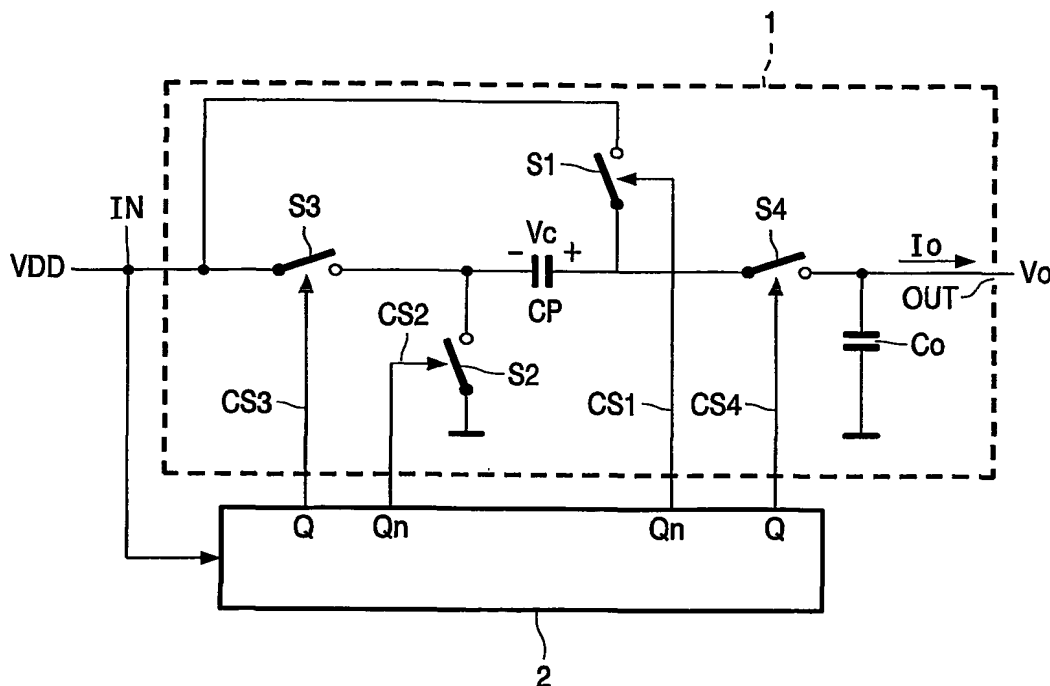 1
S1
S3
S4
IN
Vc
- +
Io
VDD
Vo
OUT
CP
CS2
Co
S2
CS3
CS1
CS4
Q
Qn
Qn
Q
2